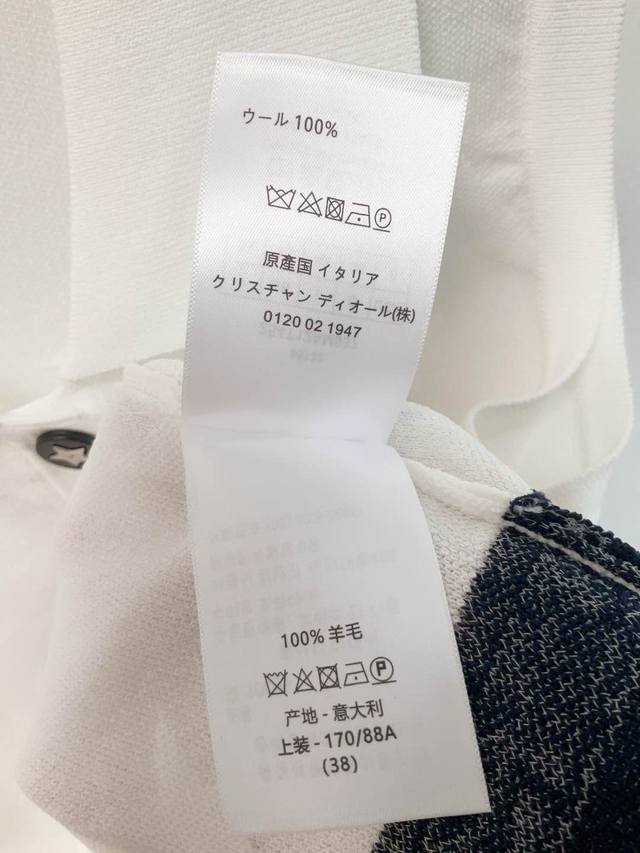 ウール 100%
P
原産国 イタリア
クリスチャン ディオール(株)
0120 02 1947
100% 羊毛
P
产地 - 意大利
上装 - 170/88A
(38)